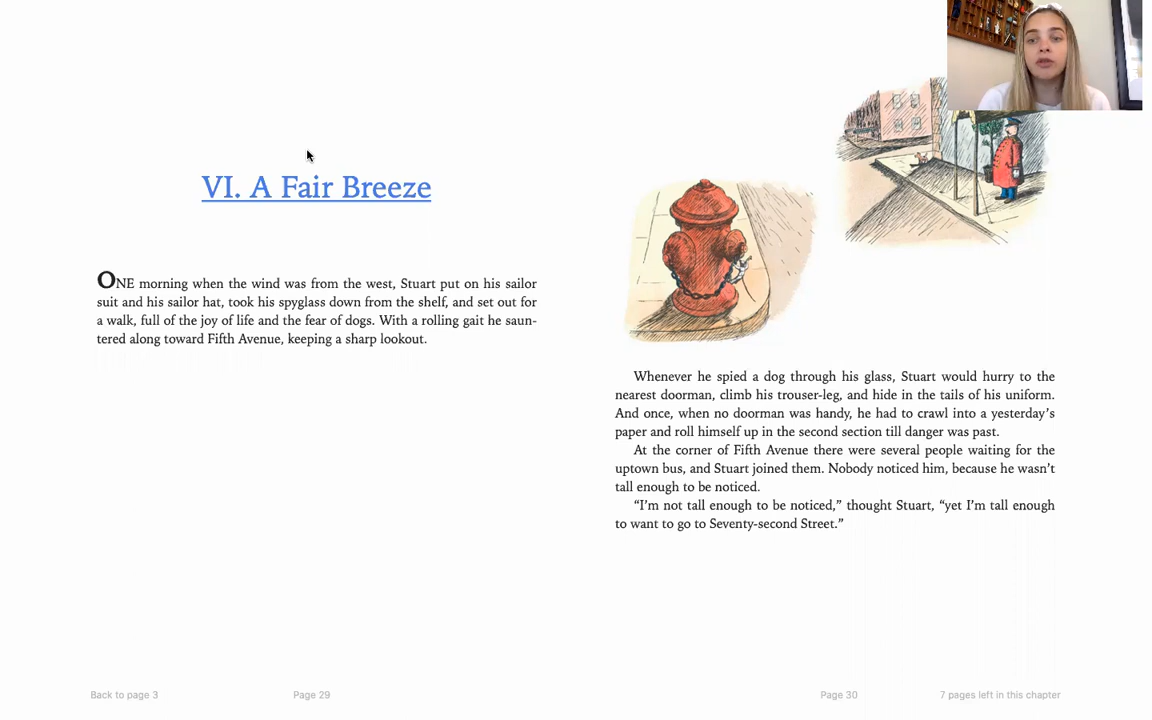 VI. A Fair Breeze
ONE morning when the wind was from the west, Stuart put on his sailor
suit and his sailor hat, took his spyglass down from the shelf, and set out for
a walk, full of the joy of life and the fear of dogs. With a rolling gait he saun-
tered along toward Fifth Avenue, keeping a sharp lookout.
Whenever he spied a dog through his glass, Stuart would hurry to the
nearest doorman, climb his trouser-leg, and hide in the tails of his uniform.
And once, when no doorman was handy, he had to crawl into a yesterday’s
paper and roll himself up in the second section till danger was past.
At the corner of Fifth Avenue there were several people waiting for the
uptown bus, and Stuart joined them. Nobody noticed him, because he wasn’t
tall enough to be noticed.
“I’m not tall enough to be noticed,” thought Stuart, “yet I’m tall enough
to want to go to Seventy-second Street.”
Back to page 3
Page 29
Page 30
7 pages left in this chapter